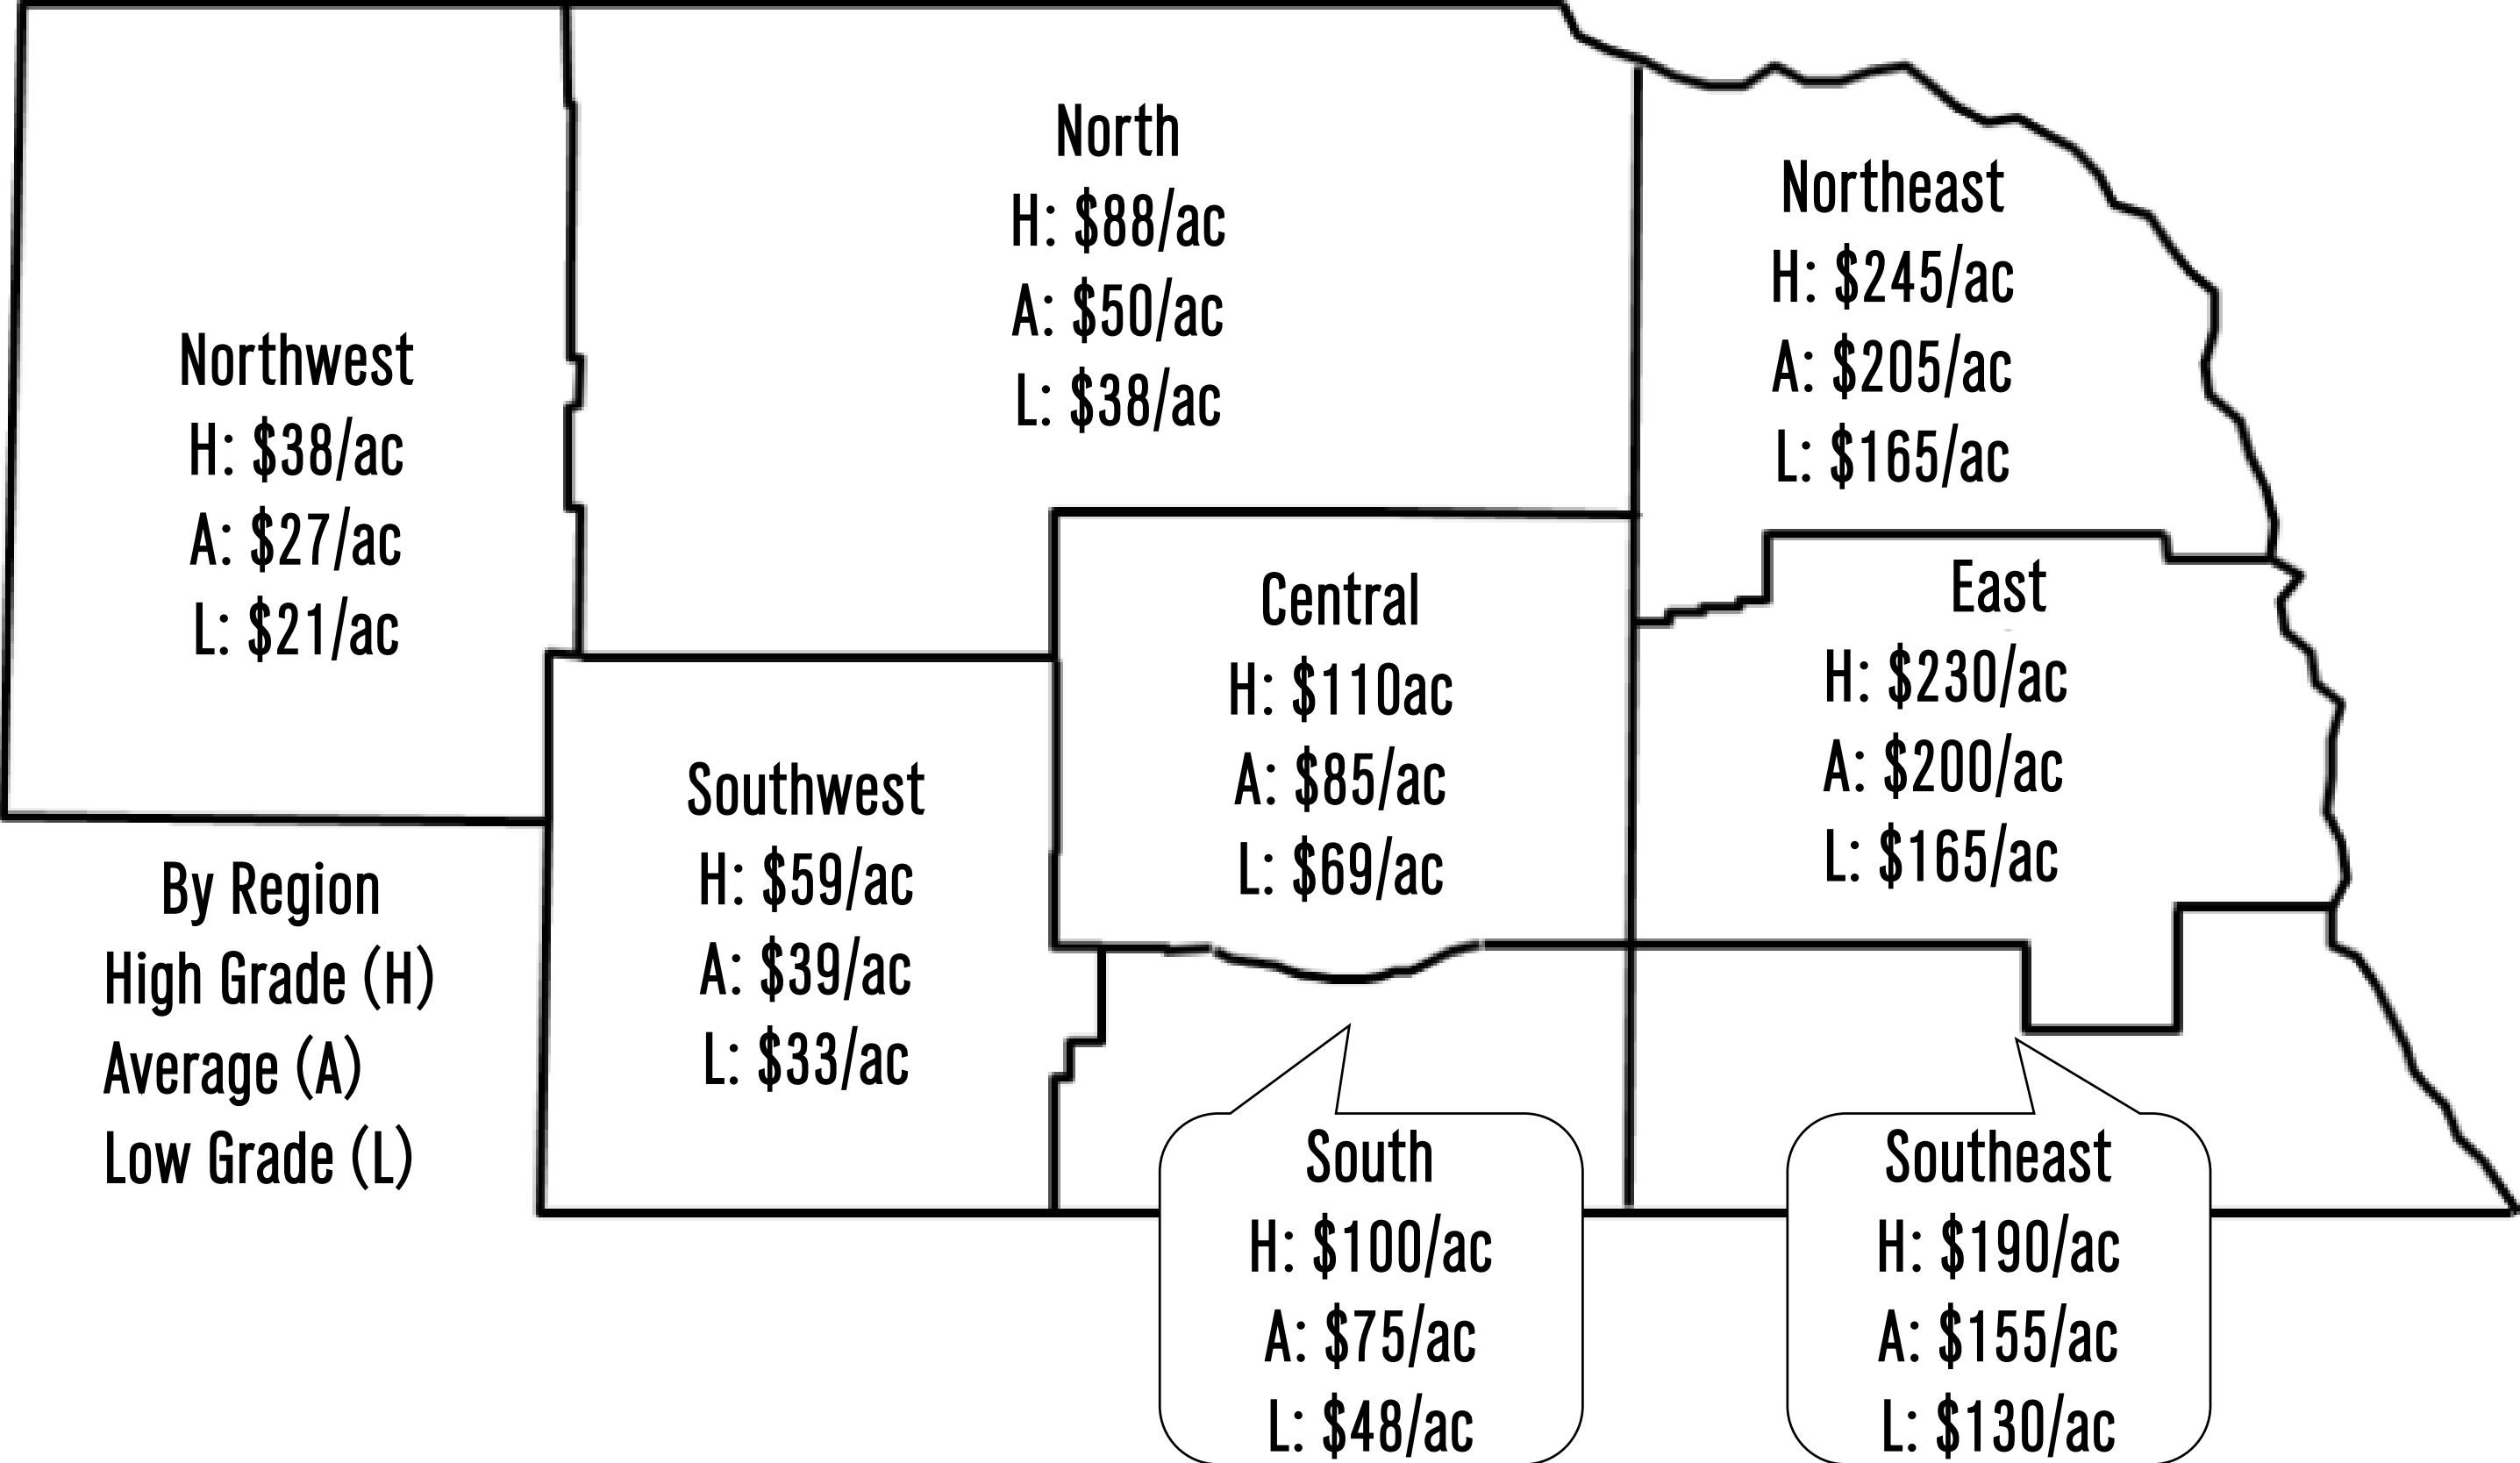 North
H: $88/ac
A: $50/ac
L: $38/ac
Northeast
H: $245/ac
A: $205/ac
L: $165/ac
Northwest
H: $38/ac
A: $27/ac
L: $21/ac
Central
H: $110ac
A: $85/ac
L: $69/ac
East
H: $230/ac
A: $200/ac
L: $165/ac
Southwest
H: $59/ac
A: $39/ac
L: $33/ac
By Region
High Grade (H)
Average (A)
Low Grade (L)
South
H: $100/ac
A: $75/ac
L: $48/ac
Southeast
H: $190/ac
A: $155/ac
L: $130/ac